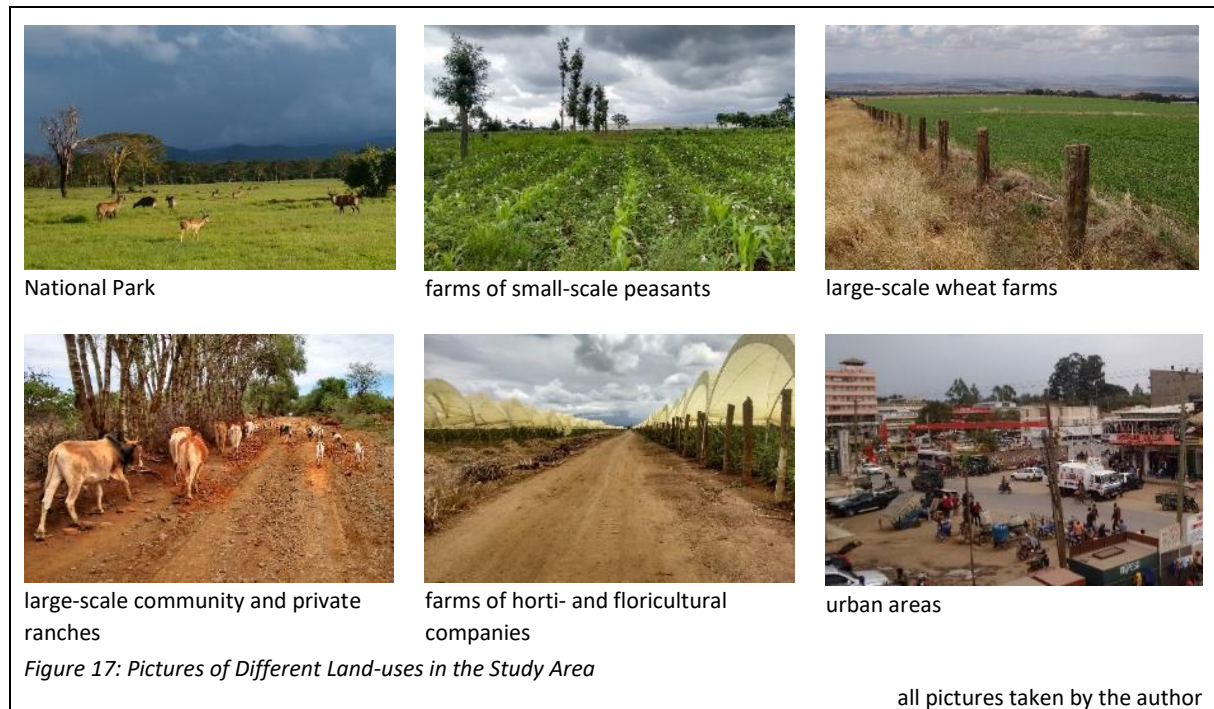 National Park
farms of small-scale peasants
large-scale wheat farms
large-scale community and private
ranches
farms of horti- and floricultural
companies
urban areas
Figure 17: Pictures of Different Land-uses in the Study Area
all pictures taken by the author